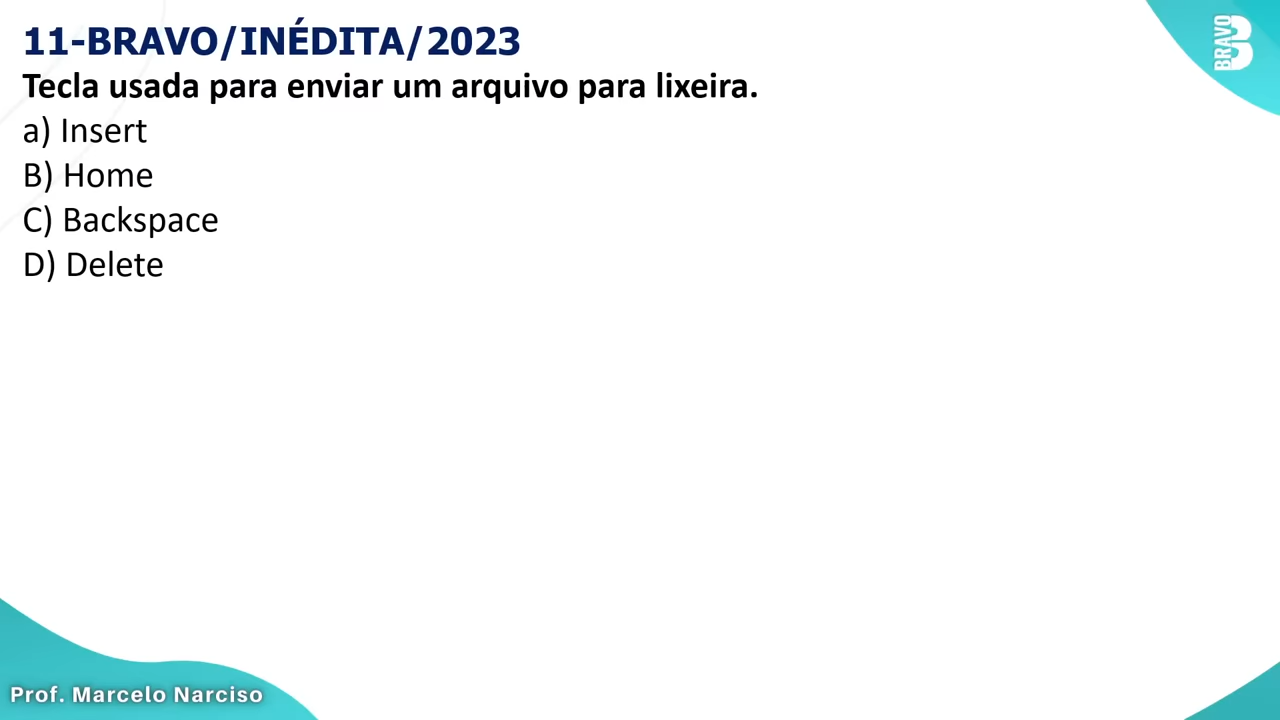 11-BRAVO/INÉDITA/2023
Tecla usada para enviar um arquivo para lixeira.
a) Insert
B) Home
C) Backspace
D) Delete
BRAVO
Prof. Marcelo Narciso